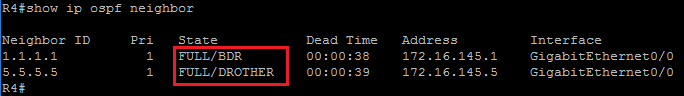 R4#show ip ospf neighbor
Neighbor ID Pri State Dead Time Address Interface
1.1.1.1 1 FULL/BDR 00:00:38 172.16.145.1 GigabitEthernet0/0
5.5.5.5 1 FULL/DROTHER 00:00:39 172.16.145.5 GigabitEthernet0/0
R4#